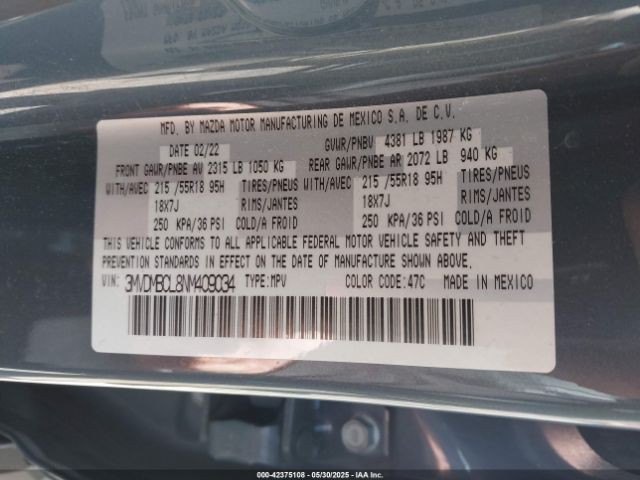 MFD. BY MAZDA MOTOR MANUFACTURING DE MEXICO S.A. DE C.V.
DATE 02/22 GVWR/PNBV 4381 LB 1987 KG
FRONT GAWR/PNBE AV 2315 LB 1050 KG REAR GAWR/PNBE AR 2072 LB 940 KG
WITH/AVEC 215 /55R18 95H TIRES/PNEUS WITH/AVEC 215 /55R18 95H TIRES/PNEUS
18X7J RIMS/JANTES 18X7J RIMS/JANTES
250 KPA/36 PSI COLD/A FROID 250 KPA/36 PSI COLD/A FROID
THIS VEHICLE CONFORMS TO ALL APPLICABLE FEDERAL MOTOR VEHICLE SAFETY AND THEFT
PREVENTION STANDARDS IN EFFECT ON THE DATE OF MANUFACTURE SHOWN ABOVE.
VIN: 3MVDMBCL8NM409034 TYPE:MPV COLOR CODE: 47C MADE IN MEXICO
00-42375108 - 05/30/2025 - IAA Inc.